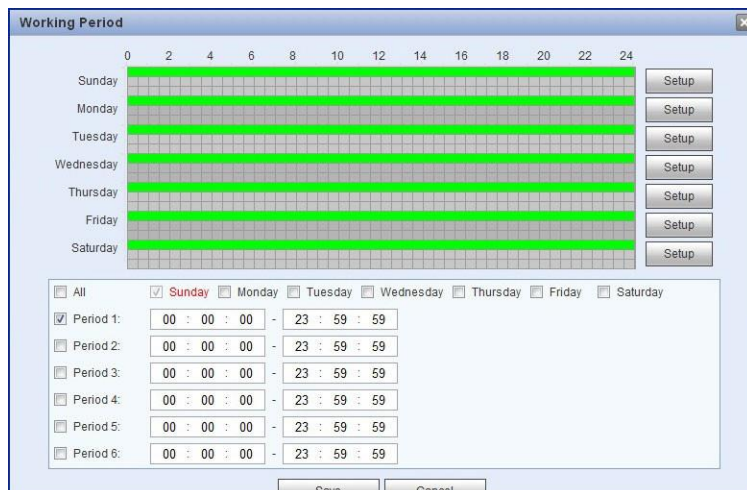 Working Period
0 2 4 6 8 10 12 14 16 18 20 22 24
Sunday Setup
Monday Setup
Tuesday Setup
Wednesday Setup
Thursday Setup
Friday Setup
Saturday Setup
All Sunday Monday Tuesday Wednesday Thursday Friday Saturday
Period 1: 00 : 00 : 00 - 23 : 59 : 59
Period 2: 00 : 00 : 00 - 23 : 59 : 59
Period 3: 00 : 00 : 00 - 23 : 59 : 59
Period 4: 00 : 00 : 00 - 23 : 59 : 59
Period 5: 00 : 00 : 00 - 23 : 59 : 59
Period 6: 00 : 00 : 00 - 23 : 59 : 59
Save Cancel